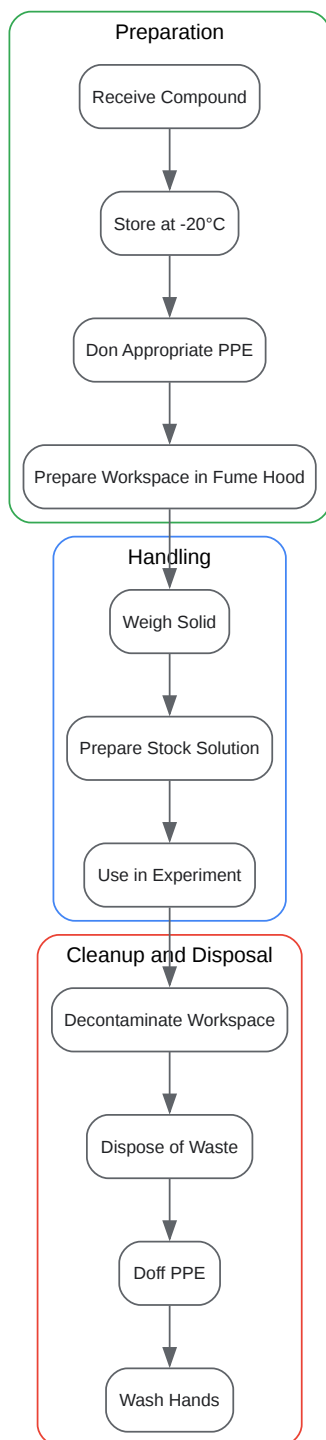 Preparation
Receive Compound
Store at -20°C
Don Appropriate PPE
Prepare Workspace in Fume Hood
Handling
Weigh Solid
Prepare Stock Solution
Use in Experiment
Cleanup and Disposal
Decontaminate Workspace
Dispose of Waste
Doff PPE
Wash Hands